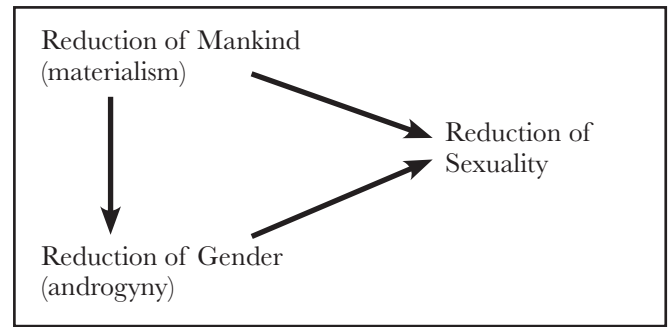 Reduction of Mankind
(materialism)
Reduction of
Sexuality
Reduction of Gender
(androgyny)